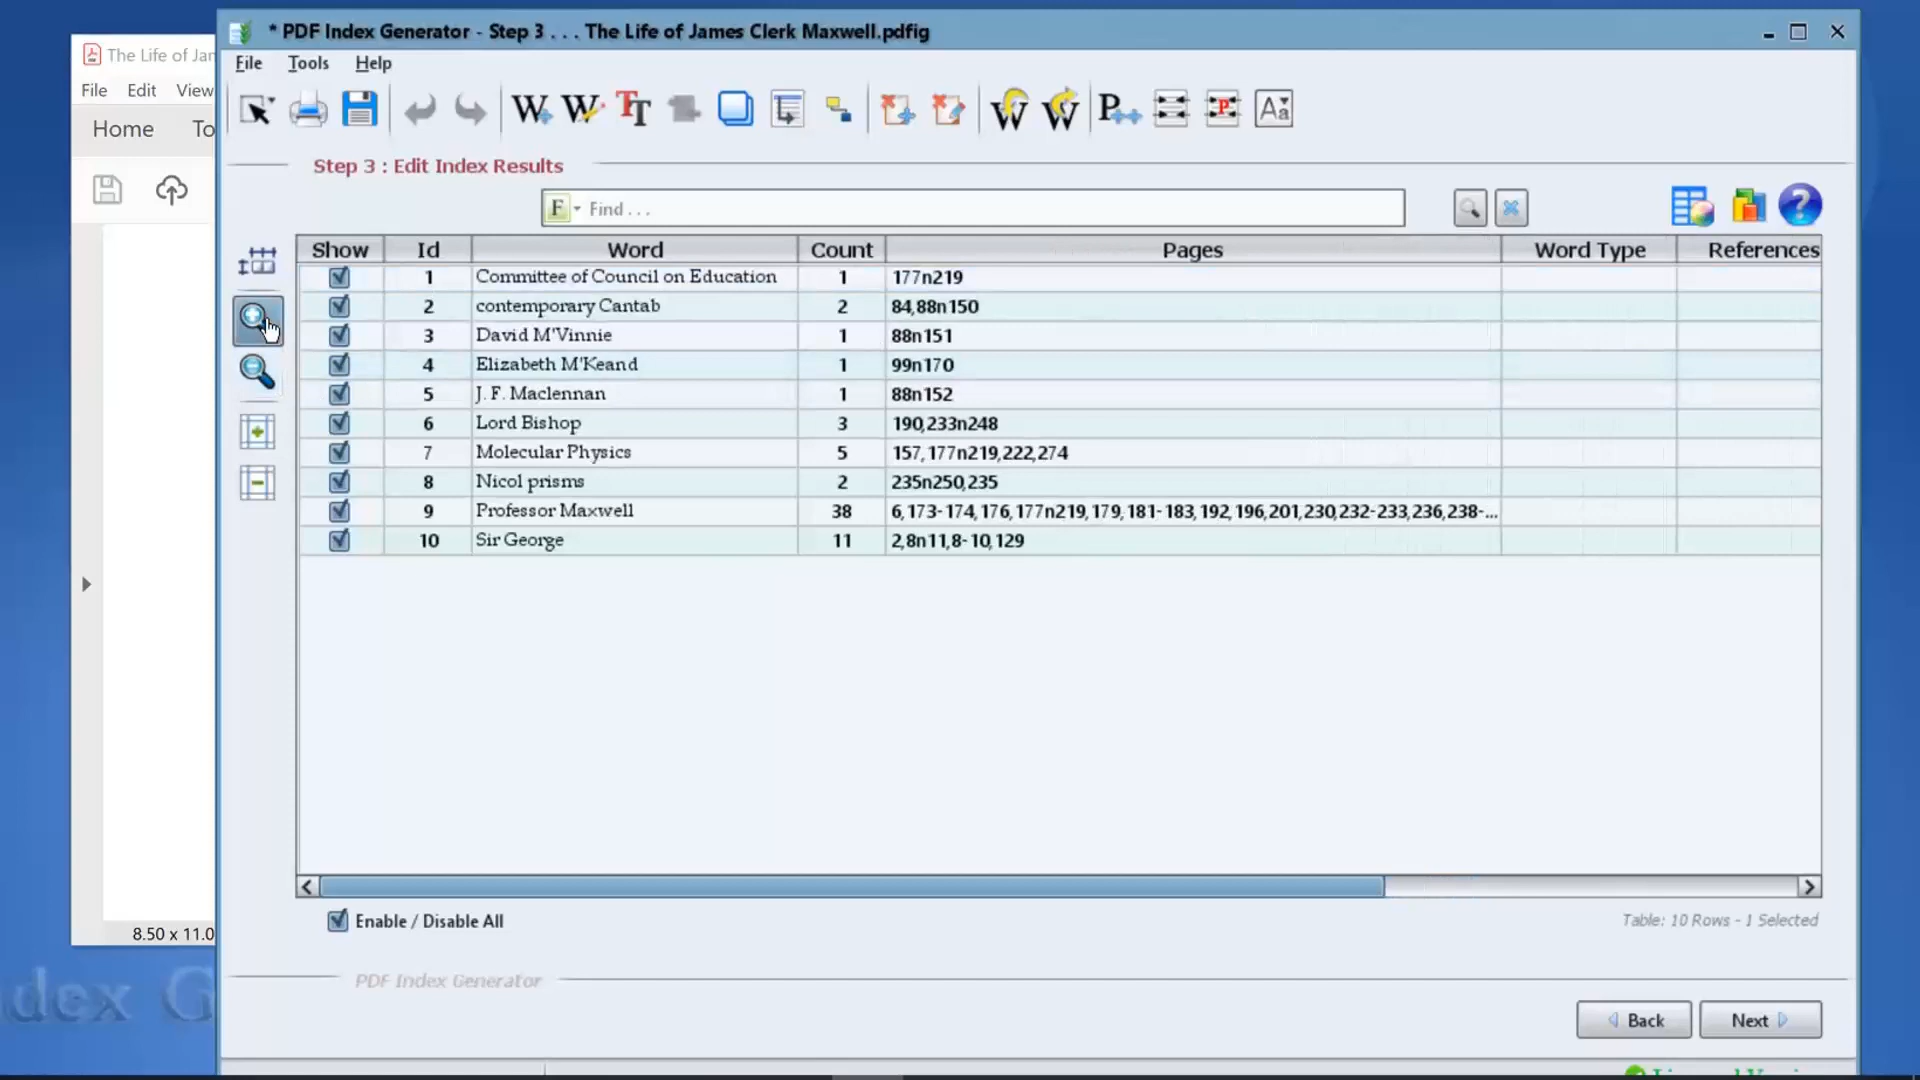 The Life of Jar
File Edit View
Home To
8.50 x 11.0
dex G
* PDF Index Generator - Step 3 . . . The Life of James Clerk Maxwell.pdfig
File Tools Help
Step 3 : Edit Index Results
F Find . . .
Show Id Word Count Pages Word Type References
1 Committee of Council on Education 1 177n219
2 contemporary Cantab 2 84,88n150
3 David M'Vinnie 1 88n151
4 Elizabeth M'Keand 1 99n170
5 J. F. Maclennan 1 88n152
6 Lord Bishop 3 190,233n248
7 Molecular Physics 5 157,177n219,222,274
8 Nicol prisms 2 235n250,235
9 Professor Maxwell 38 6,173-174,176,177n219,179,181-183,192,196,201,230,232-233,236,238-...
10 Sir George 11 2,8n11,8-10,129
Enable / Disable All
Table: 10 Rows - 1 Selected
PDF Index Generator
Back Next